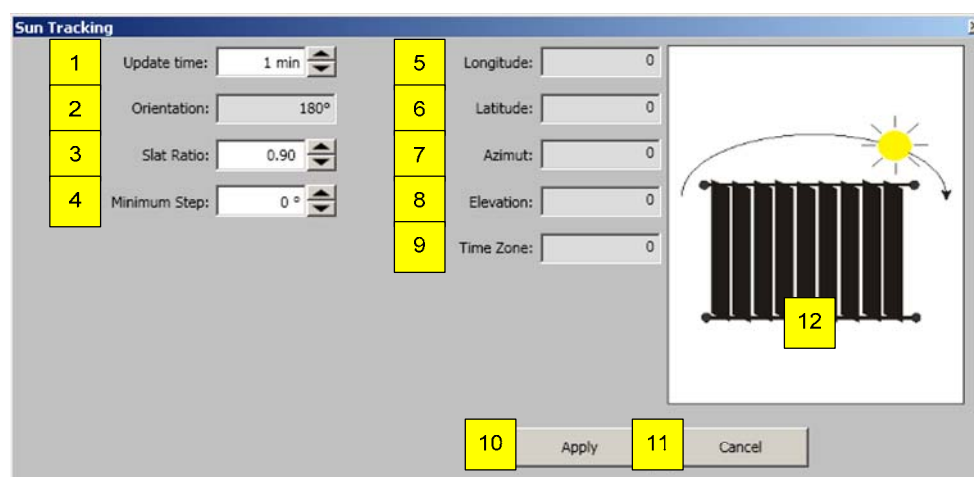 Sun Tracking
1 Update time: 1 min
2 Orientation: 180°
3 Slat Ratio: 0.90
4 Minimum Step: 0 °
5 Longitude: 0
6 Latitude: 0
7 Azimut: 0
8 Elevation: 0
9 Time Zone: 0
12
10 Apply 11 Cancel